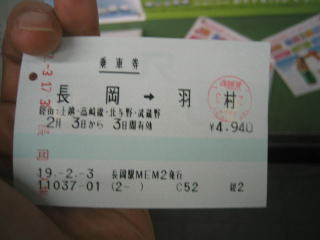 乗車券
長岡 → 羽村
経由:上越・高崎線・北与野・武蔵野
2月 3日から 3日間有効 ¥4,940
19.-2.-3 長岡駅MEM2発行
11037-01 (2- ) C52